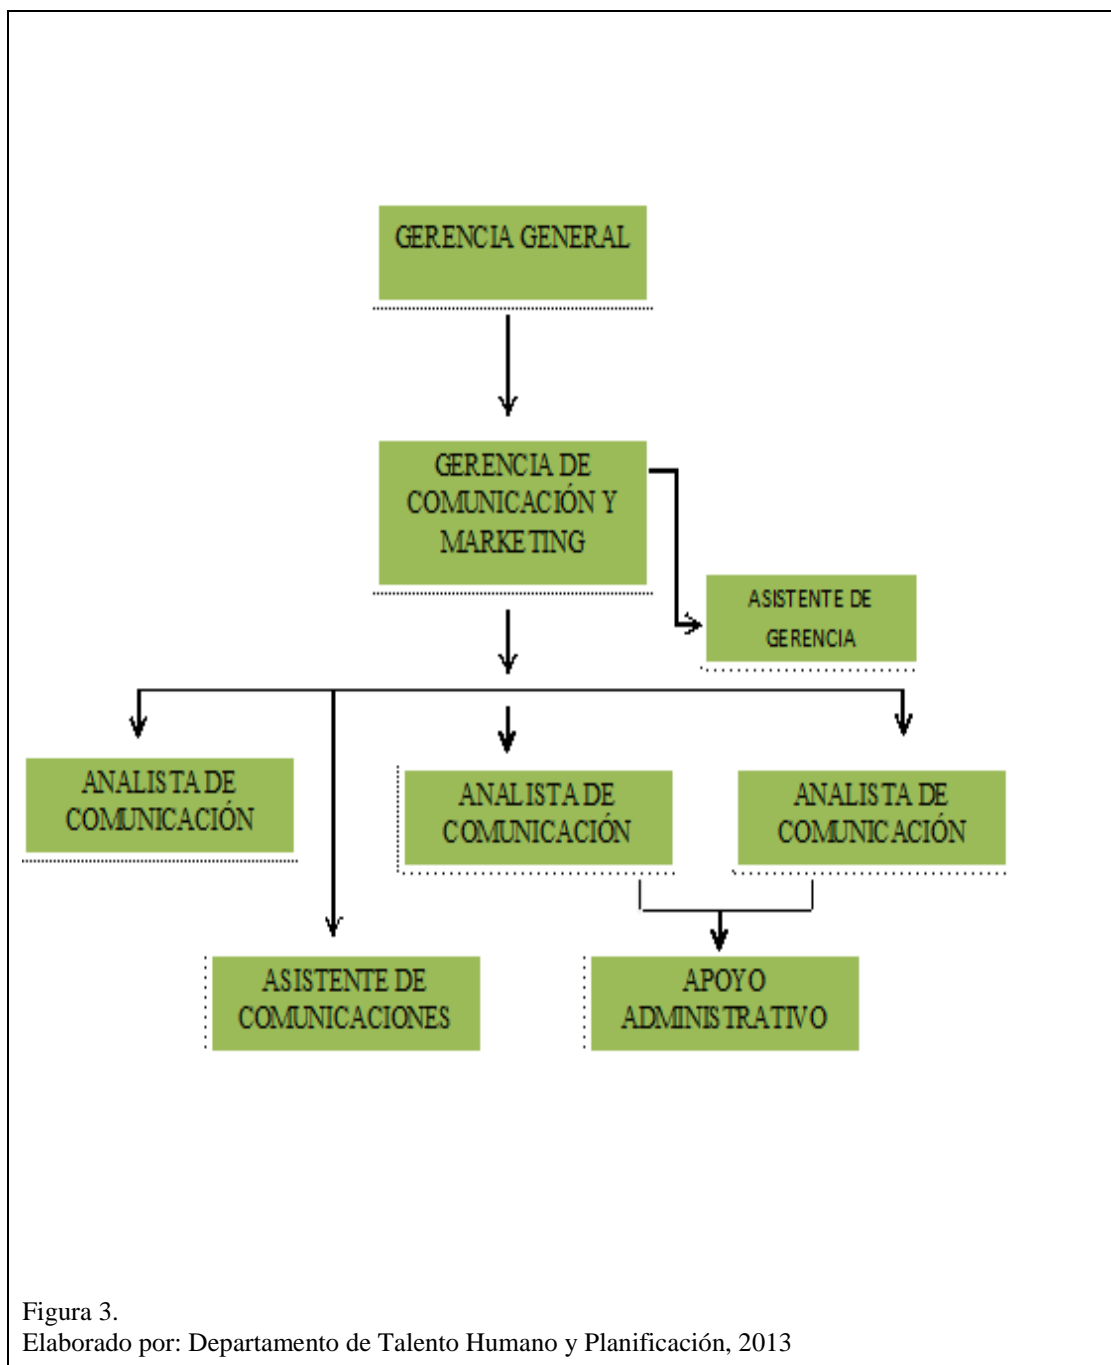 GERENCIA GENERAL
GERENCIA DE
COMUNICACIÓN Y
MARKETING
ASISTENTE DE
GERENCIA
ANALISTA DE
COMUNICACIÓN
ANALISTA DE
COMUNICACIÓN
ANALISTA DE
COMUNICACIÓN
ASISTENTE DE
COMUNICACIONES
APOYO
ADMINISTRATIVO
Figura 3.
Elaborado por: Departamento de Talento Humano y Planificación, 2013